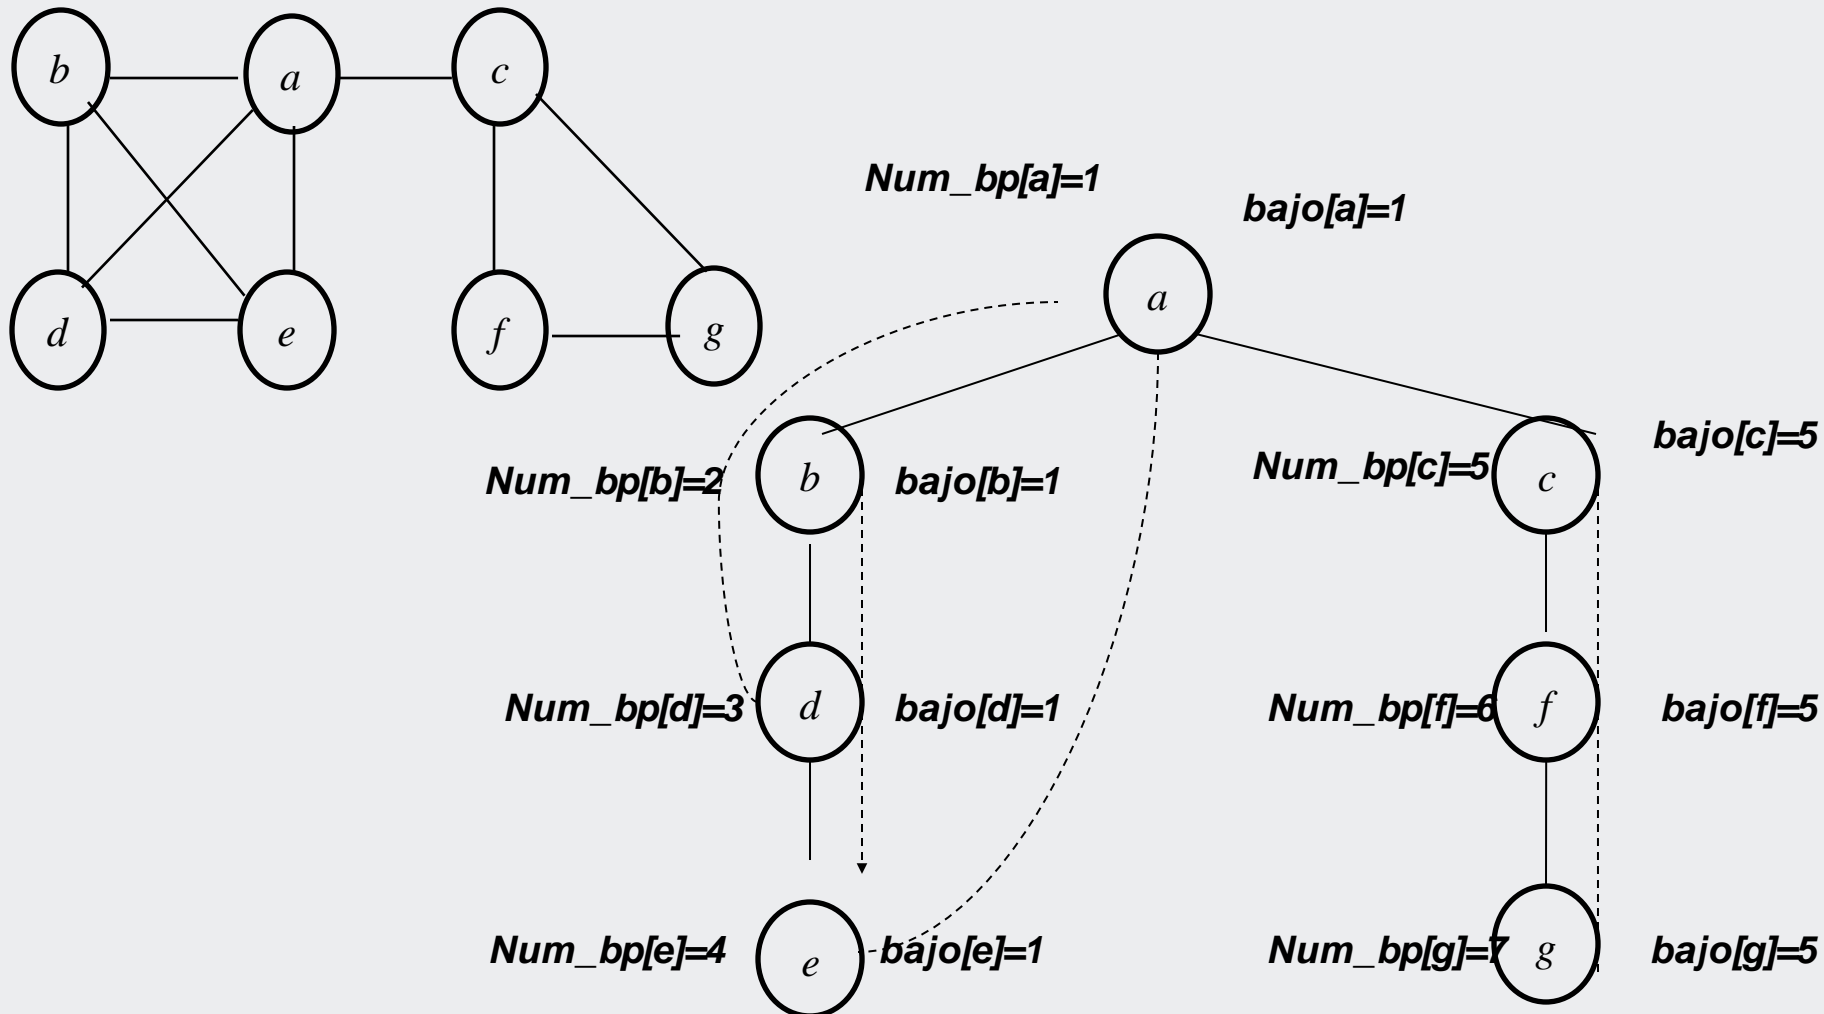 b a c
d e f g
Num_bp[a]=1 bajo[a]=1
a
Num_bp[b]=2 b bajo[b]=1 Num_bp[c]=5 c bajo[c]=5
Num_bp[d]=3 d bajo[d]=1 Num_bp[f]=6 f bajo[f]=5
Num_bp[e]=4 e bajo[e]=1 Num_bp[g]=7 g bajo[g]=5